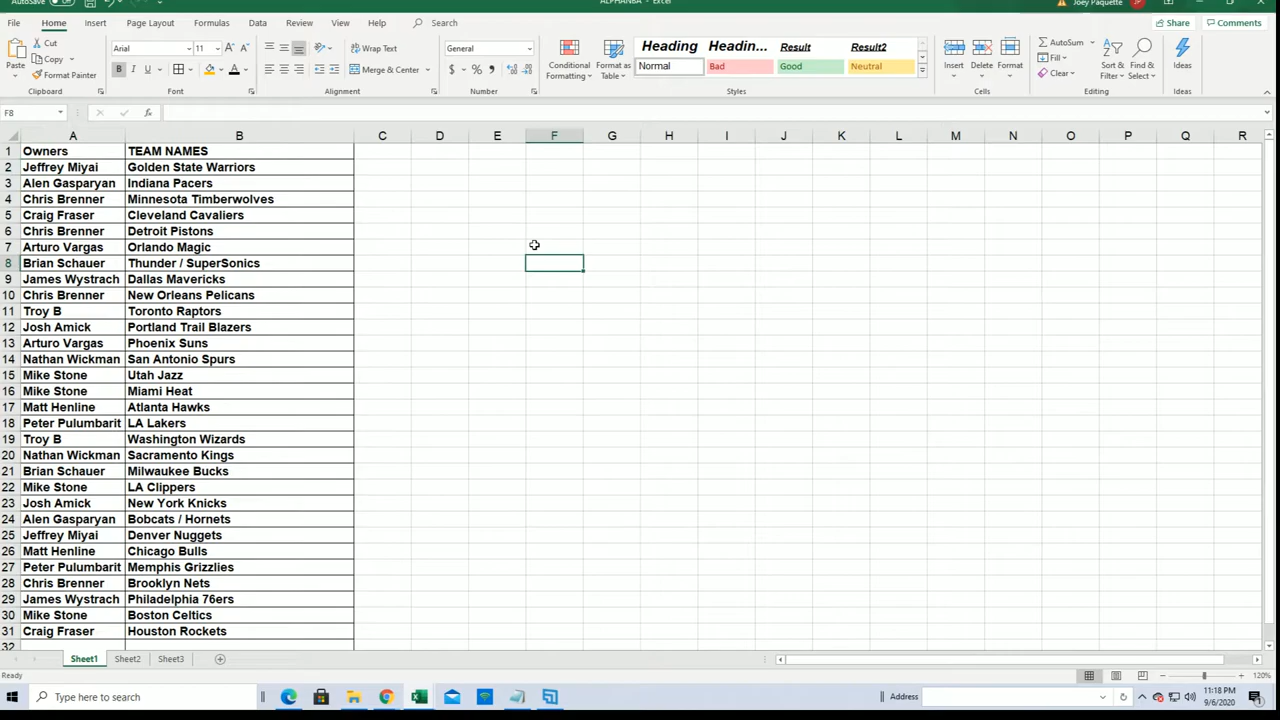 AutoSave ALPHANBA - Excel Joey Paquette JP
File Home Insert Page Layout Formulas Data Review View Help Search Share Comments
Paste Cut Copy Format Painter Clipboard
Arial 11 A A B I U A Font
Wrap Text Merge & Center Alignment
General $ % , Number
Conditional Formatting Format as Table
Heading Headin... Result Result2
Normal Bad Good Neutral
Styles
Insert Delete Format Cells
AutoSum Fill Clear Sort & Filter Find & Select Editing
Ideas Ideas
F8 fx
A B C D E F G H I J K L M N O P Q R
1 Owners TEAM NAMES
2 Jeffrey Miyai Golden State Warriors
3 Alen Gasparyan Indiana Pacers
4 Chris Brenner Minnesota Timberwolves
5 Craig Fraser Cleveland Cavaliers
6 Chris Brenner Detroit Pistons
7 Arturo Vargas Orlando Magic
8 Brian Schauer Thunder / SuperSonics
9 James Wystrach Dallas Mavericks
10 Chris Brenner New Orleans Pelicans
11 Troy B Toronto Raptors
12 Josh Amick Portland Trail Blazers
13 Arturo Vargas Phoenix Suns
14 Nathan Wickman San Antonio Spurs
15 Mike Stone Utah Jazz
16 Mike Stone Miami Heat
17 Matt Henline Atlanta Hawks
18 Peter Pulumbarit LA Lakers
19 Troy B Washington Wizards
20 Nathan Wickman Sacramento Kings
21 Brian Schauer Milwaukee Bucks
22 Mike Stone LA Clippers
23 Josh Amick New York Knicks
24 Alen Gasparyan Bobcats / Hornets
25 Jeffrey Miyai Denver Nuggets
26 Matt Henline Chicago Bulls
27 Peter Pulumbarit Memphis Grizzlies
28 Chris Brenner Brooklyn Nets
29 James Wystrach Philadelphia 76ers
30 Mike Stone Boston Celtics
31 Craig Fraser Houston Rockets
32
Sheet1 Sheet2 Sheet3
Ready 120%
Type here to search Address 11:18 PM
9/6/2020